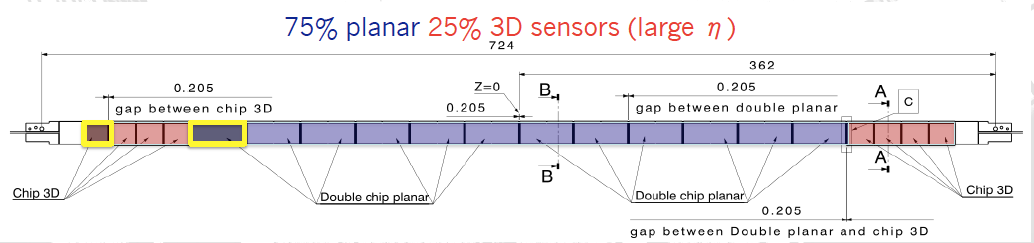 75% planar 25% 3D sensors (large η)
724
362
0.205
gap between chip 3D
Z=0
0.205
B
0.205
gap between double planar
A
C
B
A
Chip 3D
Double chip planar
Double chip planar
Chip 3D
0.205
gap between Double planar and chip 3D